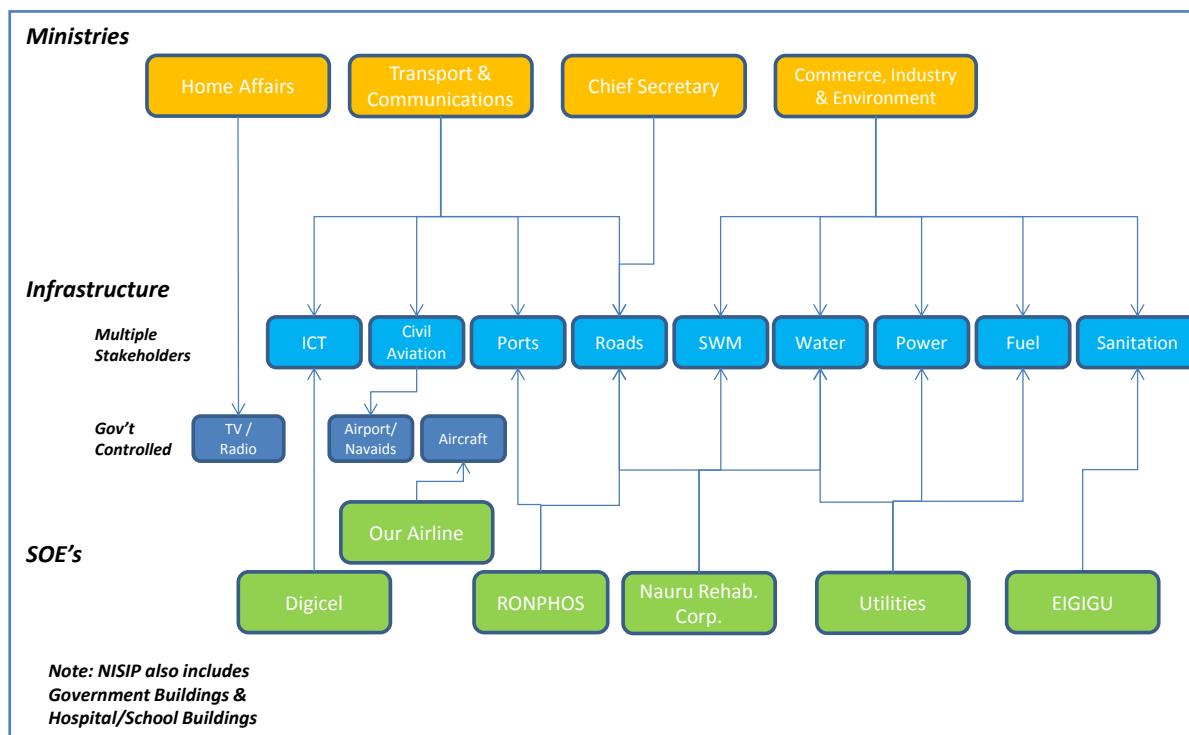 Ministries
Home Affairs
Transport &
Communications
Chief Secretary
Commerce, Industry
& Environment
Infrastructure
Multiple
Stakeholders
ICT
Civil
Aviation
Ports
Roads
SWM
Water
Power
Fuel
Sanitation
Gov't
Controlled
TV /
Radio
Airport/
Navaids
Aircraft
Our Airline
SOE's
Digicel
RONPHOS
Nauru Rehab.
Corp.
Utilities
EIGIGU
Note: NISIP also includes
Government Buildings &
Hospital/School Buildings